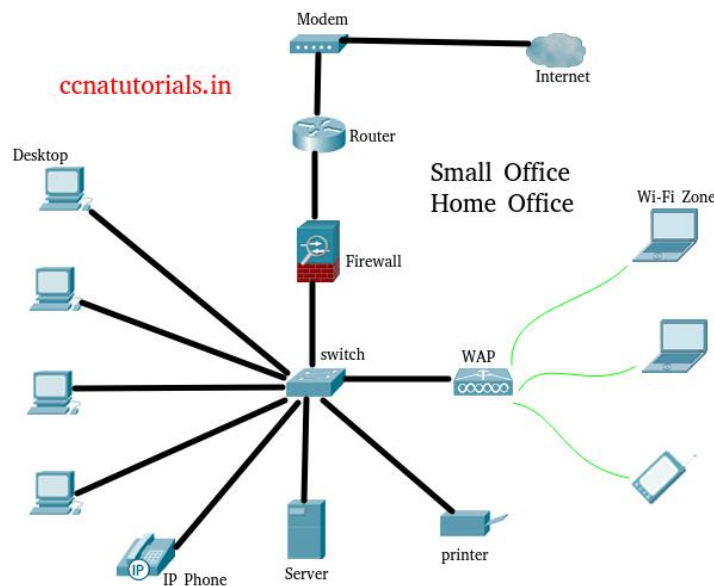 Modem
Internet
ccnatutorials.in
Router
Desktop
Small Office
Home Office
Wi-Fi Zone
Firewall
switch
WAP
IP
IP Phone
Server
printer